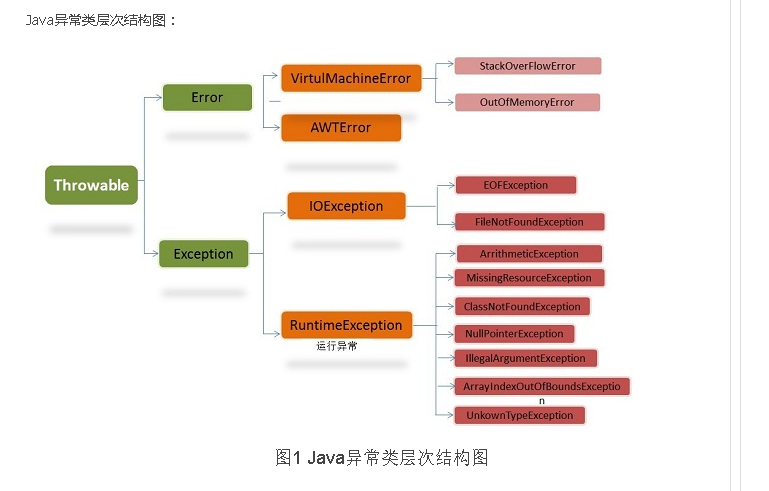 Java异常类层次结构图：
Throwable
Error
VirtulMachineError
StackOverFlowError
OutOfMemoryError
AWTError
Exception
IOException
EOFException
FileNotFoundException
RuntimeException
运行异常
ArrithmeticException
MissingResourceException
ClassNotFoundException
NullPointerException
IllegalArgumentException
ArrayIndexOutOfBoundsExceptio
n
UnkownTypeException
图1 Java异常类层次结构图